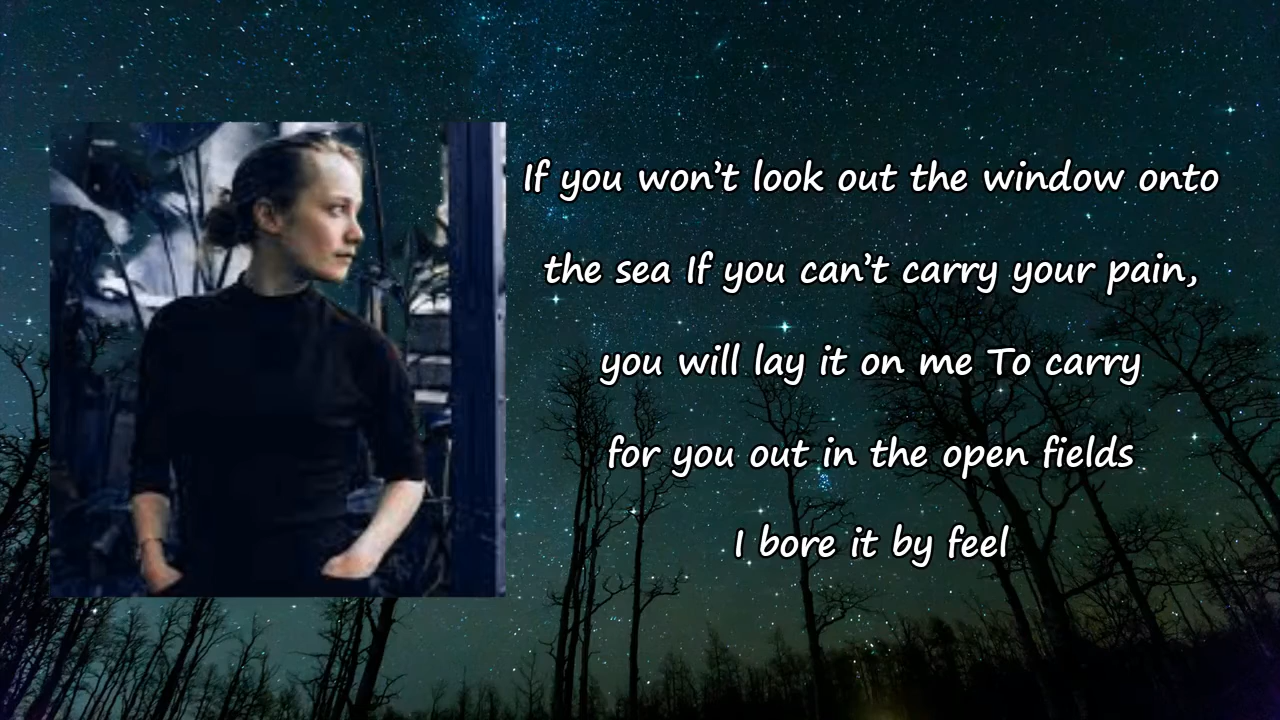 If you won't look out the window onto
the sea If you can't carry your pain,
you will lay it on me To carry
for you out in the open fields
I bore it by feel